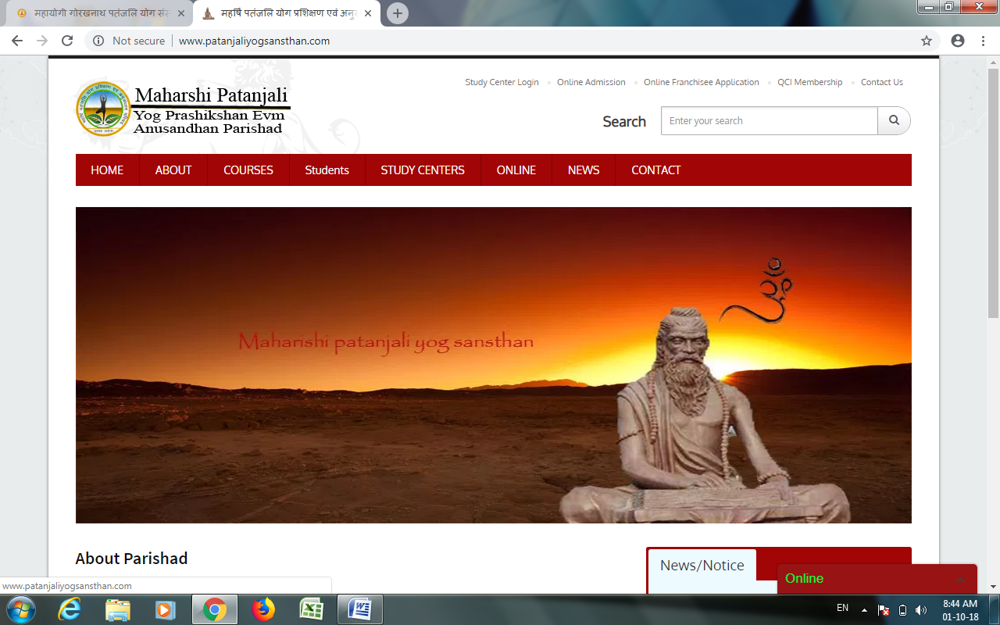 महायोगी गोरखनाथ पतंजलि योग संस
महर्षि पतंजलि योग प्रशिक्षण एवं अनुस
Not secure
www.patanjaliyogsansthan.com
Study Center Login
Online Admission
Online Franchisee Application
QCI Membership
Contact Us
Maharshi Patanjali
Yog Prashikshan Evm
Anusandhan Parishad
Search
Enter your search
HOME
ABOUT
COURSES
Students
STUDY CENTERS
ONLINE
NEWS
CONTACT
Maharishi patanjali yog sansthan
ॐ
About Parishad
News/Notice
Online
www.patanjaliyogsansthan.com
EN
8:44 AM
01-10-18